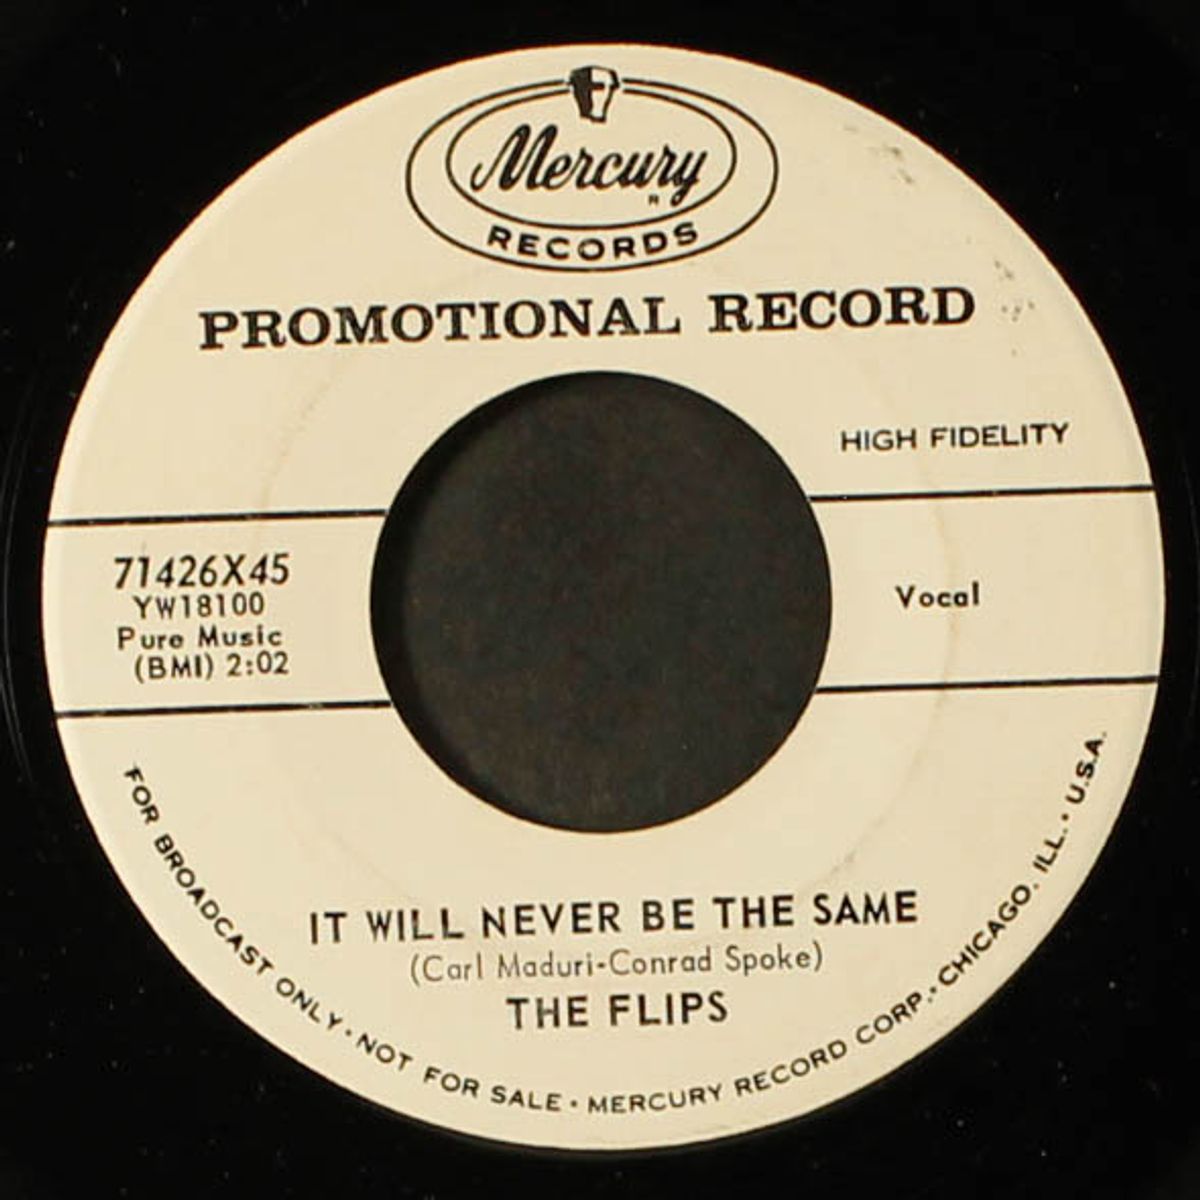 Mercury
R
RECORDS
PROMOTIONAL RECORD
HIGH FIDELITY
71426X45
YW18100
Pure Music
(BMI) 2:02
Vocal
IT WILL NEVER BE THE SAME
(Carl Maduri-Conrad Spoke)
THE FLIPS
FOR BROADCAST ONLY • NOT FOR SALE • MERCURY RECORD CORP. • CHICAGO, ILL. • U.S.A.